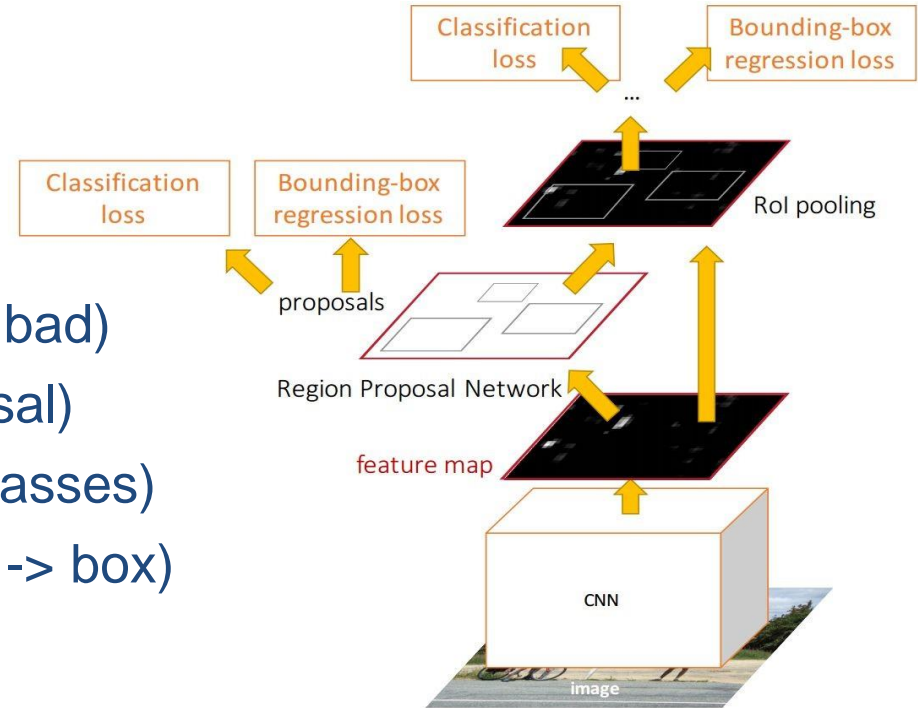 Classification
loss
Bounding-box
regression loss
...
Classification
loss
Bounding-box
regression loss
RoI pooling
proposals
bad)
sal)
Region Proposal Network
asses)
feature map
-> box)
CNN
image